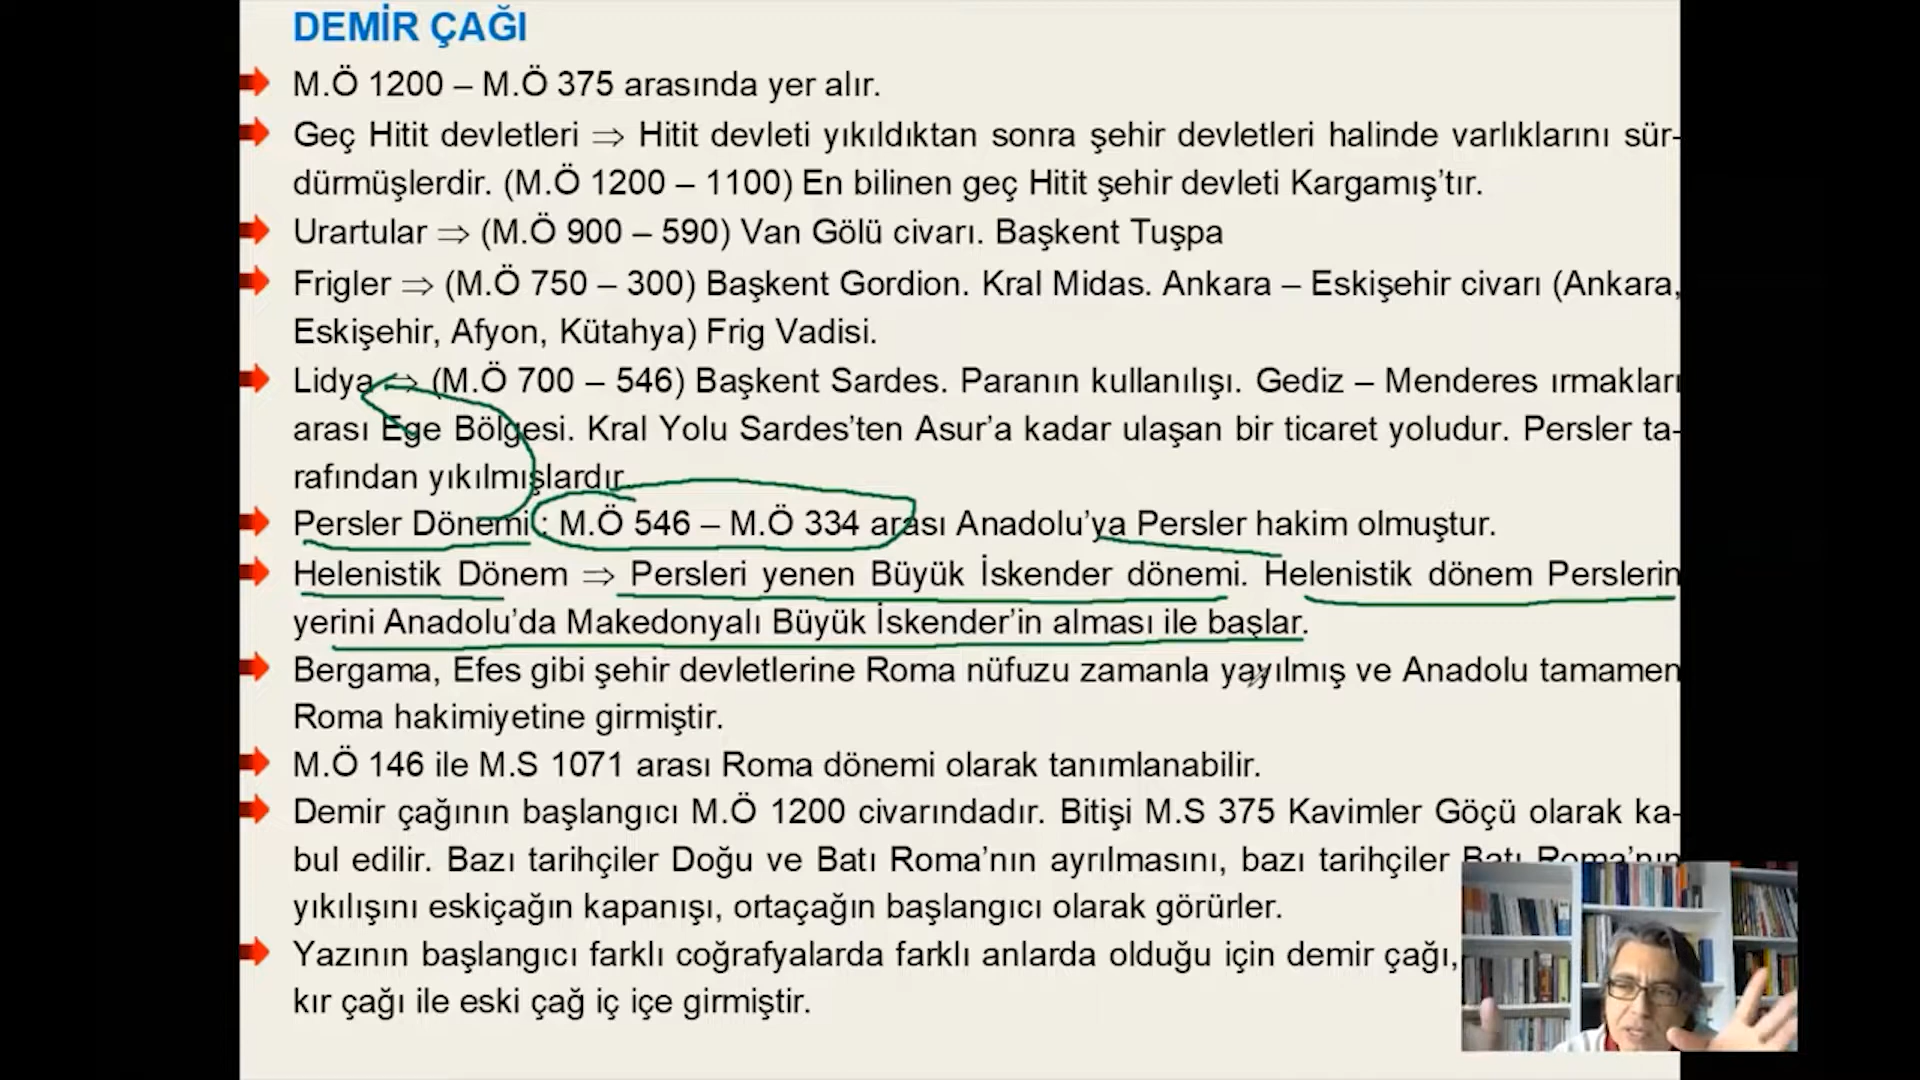 DEMİR ÇAĞI
M.Ö 1200 – M.Ö 375 arasında yer alır.
Geç Hitit devletleri ⇒ Hitit devleti yıkıldıktan sonra şehir devletleri halinde varlıklarını sür-
dürmüşlerdir. (M.Ö 1200 – 1100) En bilinen geç Hitit şehir devleti Kargamış’tır.
Urartular ⇒ (M.Ö 900 – 590) Van Gölü civarı. Başkent Tuşpa
Frigler ⇒ (M.Ö 750 – 300) Başkent Gordion. Kral Midas. Ankara – Eskişehir civarı (Ankara,
Eskişehir, Afyon, Kütahya) Frig Vadisi.
Lidya ⇒ (M.Ö 700 – 546) Başkent Sardes. Paranın kullanılışı. Gediz – Menderes ırmakları
arası Ege Bölgesi. Kral Yolu Sardes’ten Asur’a kadar ulaşan bir ticaret yoludur. Persler ta-
rafından yıkılmışlardır.
Persler Dönemi : M.Ö 546 – M.Ö 334 arası Anadolu’ya Persler hakim olmuştur.
Helenistik Dönem ⇒ Persleri yenen Büyük İskender dönemi. Helenistik dönem Perslerin
yerini Anadolu’da Makedonyalı Büyük İskender’in alması ile başlar.
Bergama, Efes gibi şehir devletlerine Roma nüfuzu zamanla yayılmış ve Anadolu tamamen
Roma hakimiyetine girmiştir.
M.Ö 146 ile M.S 1071 arası Roma dönemi olarak tanımlanabilir.
Demir çağının başlangıcı M.Ö 1200 civarındadır. Bitişi M.S 375 Kavimler Göçü olarak ka-
bul edilir. Bazı tarihçiler Doğu ve Batı Roma’nın ayrılmasını, bazı tarihçiler Batı Roma’nın
yıkılışını eskiçağın kapanışı, ortaçağın başlangıcı olarak görürler.
Yazının başlangıcı farklı coğrafyalarda farklı anlarda olduğu için demir çağı,
kır çağı ile eski çağ iç içe girmiştir.